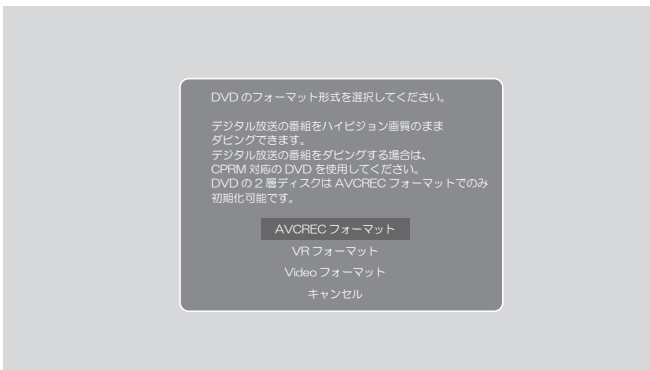 DVD のフォーマット形式を選択してください。
デジタル放送の番組をハイビジョン画質のまま
ダビングできます。
デジタル放送の番組をダビングする場合は、
CPRM 対応の DVD を使用してください。
DVD の 2 層ディスクは AVCREC フォーマットでのみ
初期化可能です。
AVCREC フォーマット
VR フォーマット
Video フォーマット
キャンセル